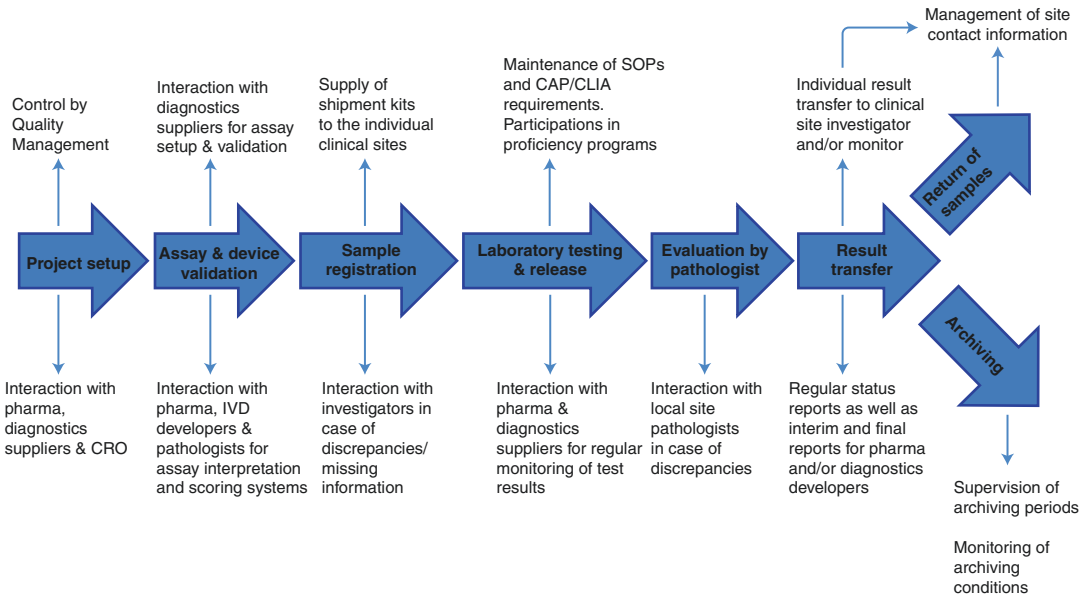 Control by
Quality
Management
Project setup
Interaction with
pharma,
diagnostics
suppliers & CRO
Interaction with
diagnostics
suppliers for assay
setup & validation
Assay & device
validation
Interaction with
pharma, IVD
developers &
pathologists for
assay interpretation
and scoring systems
Supply of
shipment kits
to the individual
clinical sites
Sample
registration
Interaction with
investigators in
case of
discrepancies/
missing
information
Maintenance of SOPs
and CAP/CLIA
requirements.
Participations in
proficiency programs
Laboratory testing
& release
Interaction with
pharma &
diagnostics
suppliers for regular
monitoring of test
results
Evaluation by
pathologist
Interaction with
local site
pathologists
in case of
discrepancies
Individual result
transfer to clinical
site investigator
and/or monitor
Result
transfer
Regular status
reports as well as
interim and final
reports for pharma
and/or diagnostics
developers
Management of site
contact information
Return of
samples
Archiving
Supervision of
archiving periods
Monitoring of
archiving
conditions